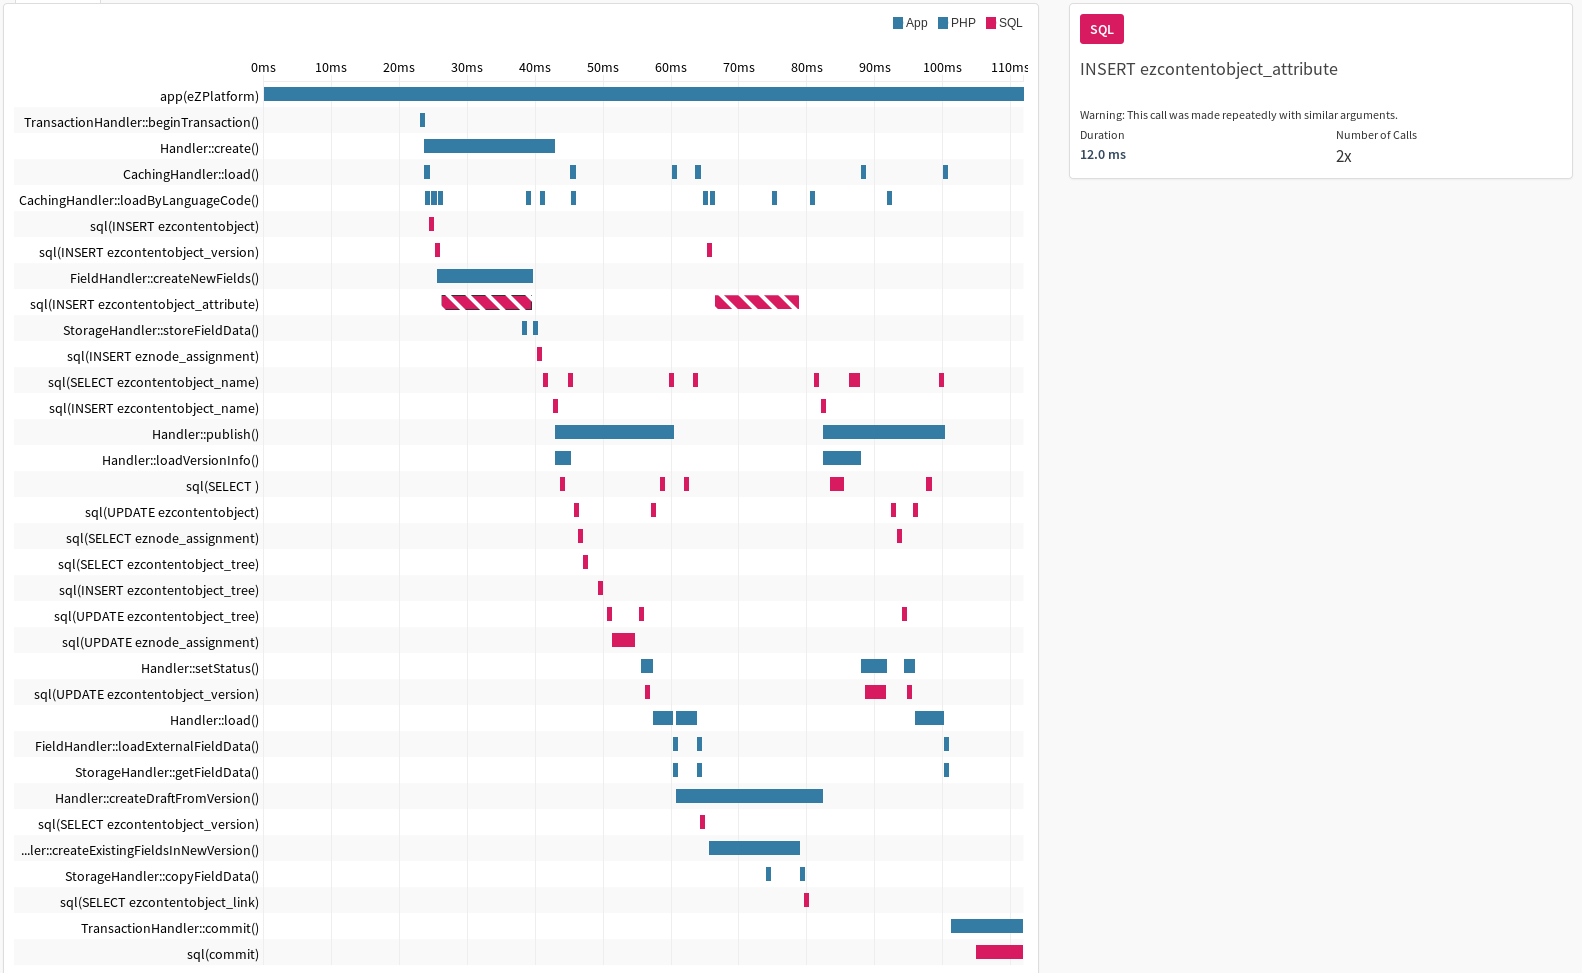 App PHP SQL
0ms 10ms 20ms 30ms 40ms 50ms 60ms 70ms 80ms 90ms 100ms 110ms
app(eZPlatform)
TransactionHandler::beginTransaction()
Handler::create()
CachingHandler::load()
CachingHandler::loadByLanguageCode()
sql(INSERT ezcontentobject)
sql(INSERT ezcontentobject_version)
FieldHandler::createNewFields()
sql(INSERT ezcontentobject_attribute)
StorageHandler::storeFieldData()
sql(INSERT eznode_assignment)
sql(SELECT ezcontentobject_name)
sql(INSERT ezcontentobject_name)
Handler::publish()
Handler::loadVersionInfo()
sql(SELECT )
sql(UPDATE ezcontentobject)
sql(SELECT eznode_assignment)
sql(SELECT ezcontentobject_tree)
sql(INSERT ezcontentobject_tree)
sql(UPDATE ezcontentobject_tree)
sql(UPDATE eznode_assignment)
Handler::setStatus()
sql(UPDATE ezcontentobject_version)
Handler::load()
FieldHandler::loadExternalFieldData()
StorageHandler::getFieldData()
Handler::createDraftFromVersion()
sql(SELECT ezcontentobject_version)
...ler::createExistingFieldsInNewVersion()
StorageHandler::copyFieldData()
sql(SELECT ezcontentobject_link)
TransactionHandler::commit()
sql(commit)
SQL
INSERT ezcontentobject_attribute
Warning: This call was made repeatedly with similar arguments.
Duration Number of Calls
12.0 ms 2x